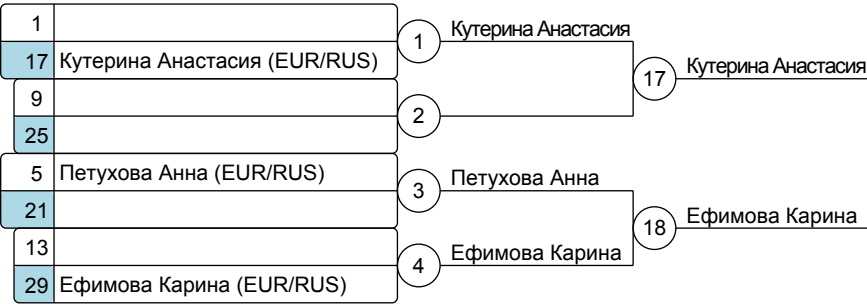 1
17 Кутерина Анастасия (EUR/RUS)
1
Кутерина Анастасия
9
25
2
17
Кутерина Анастасия
5 Петухова Анна (EUR/RUS)
21
3
Петухова Анна
13
29 Ефимова Карина (EUR/RUS)
4
Ефимова Карина
18
Ефимова Карина